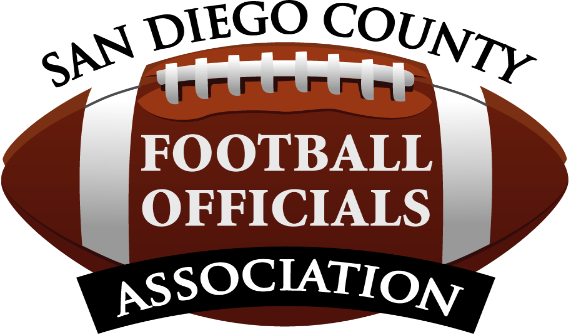 SAN DIEGO COUNTY
FOOTBALL
OFFICIALS
ASSOCIATION